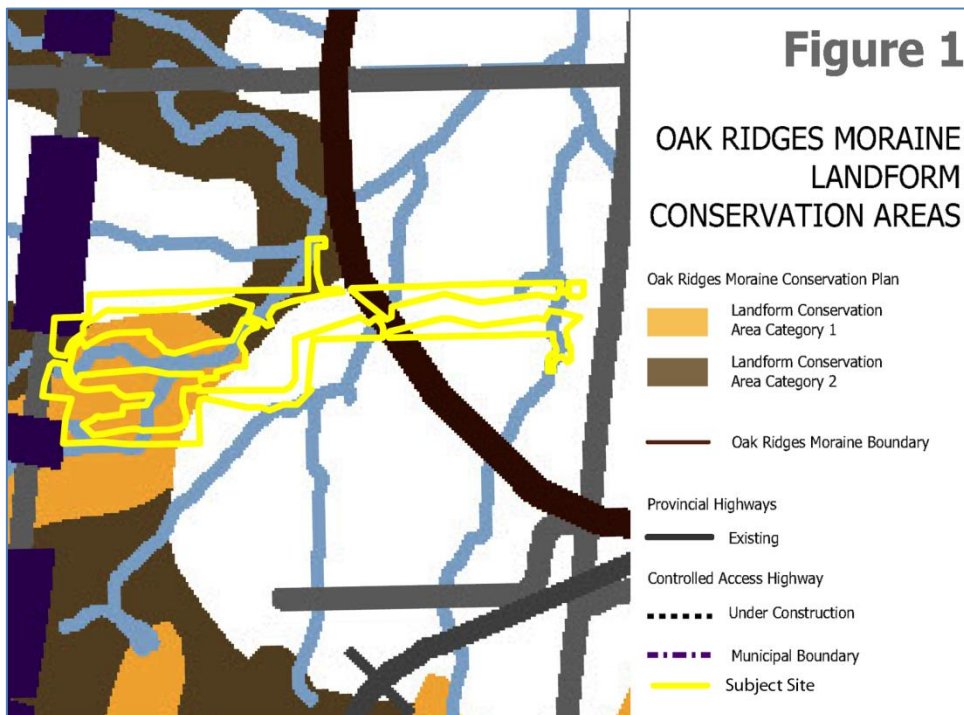 Figure 1
OAK RIDGES MORAINE
LANDFORM
CONSERVATION AREAS
Oak Ridges Moraine Conservation Plan
Landform Conservation
Area Category 1
Landform Conservation
Area Category 2
Oak Ridges Moraine Boundary
Provincial Highways
Existing
Controlled Access Highway
Under Construction
Municipal Boundary
Subject Site